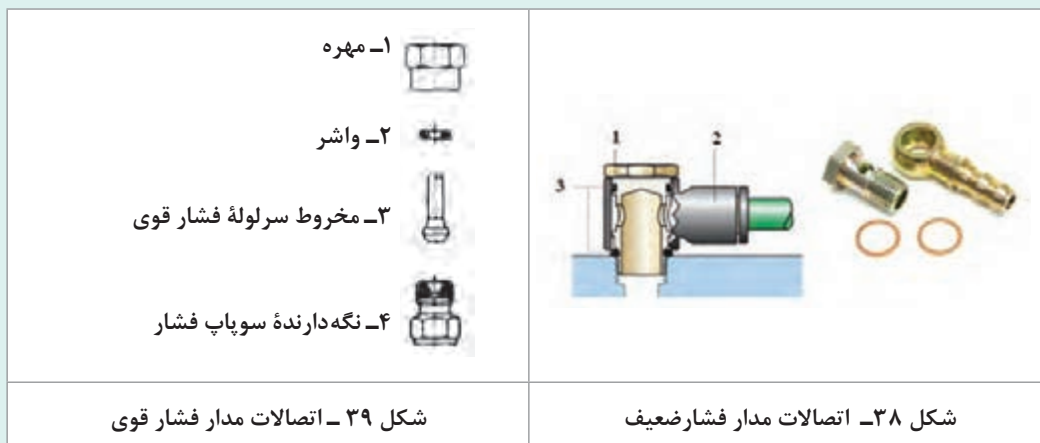 1
2
3
۱ـ مهره
۲ـ واشر
۳ـ مخروط سرلولهٔ فشار قوی
۴ـ نگه‌دارندهٔ سوپاپ فشار
شکل ۳۸ـ اتصالات مدار فشارضعیف
شکل ۳۹ ـ اتصالات مدار فشار قوی